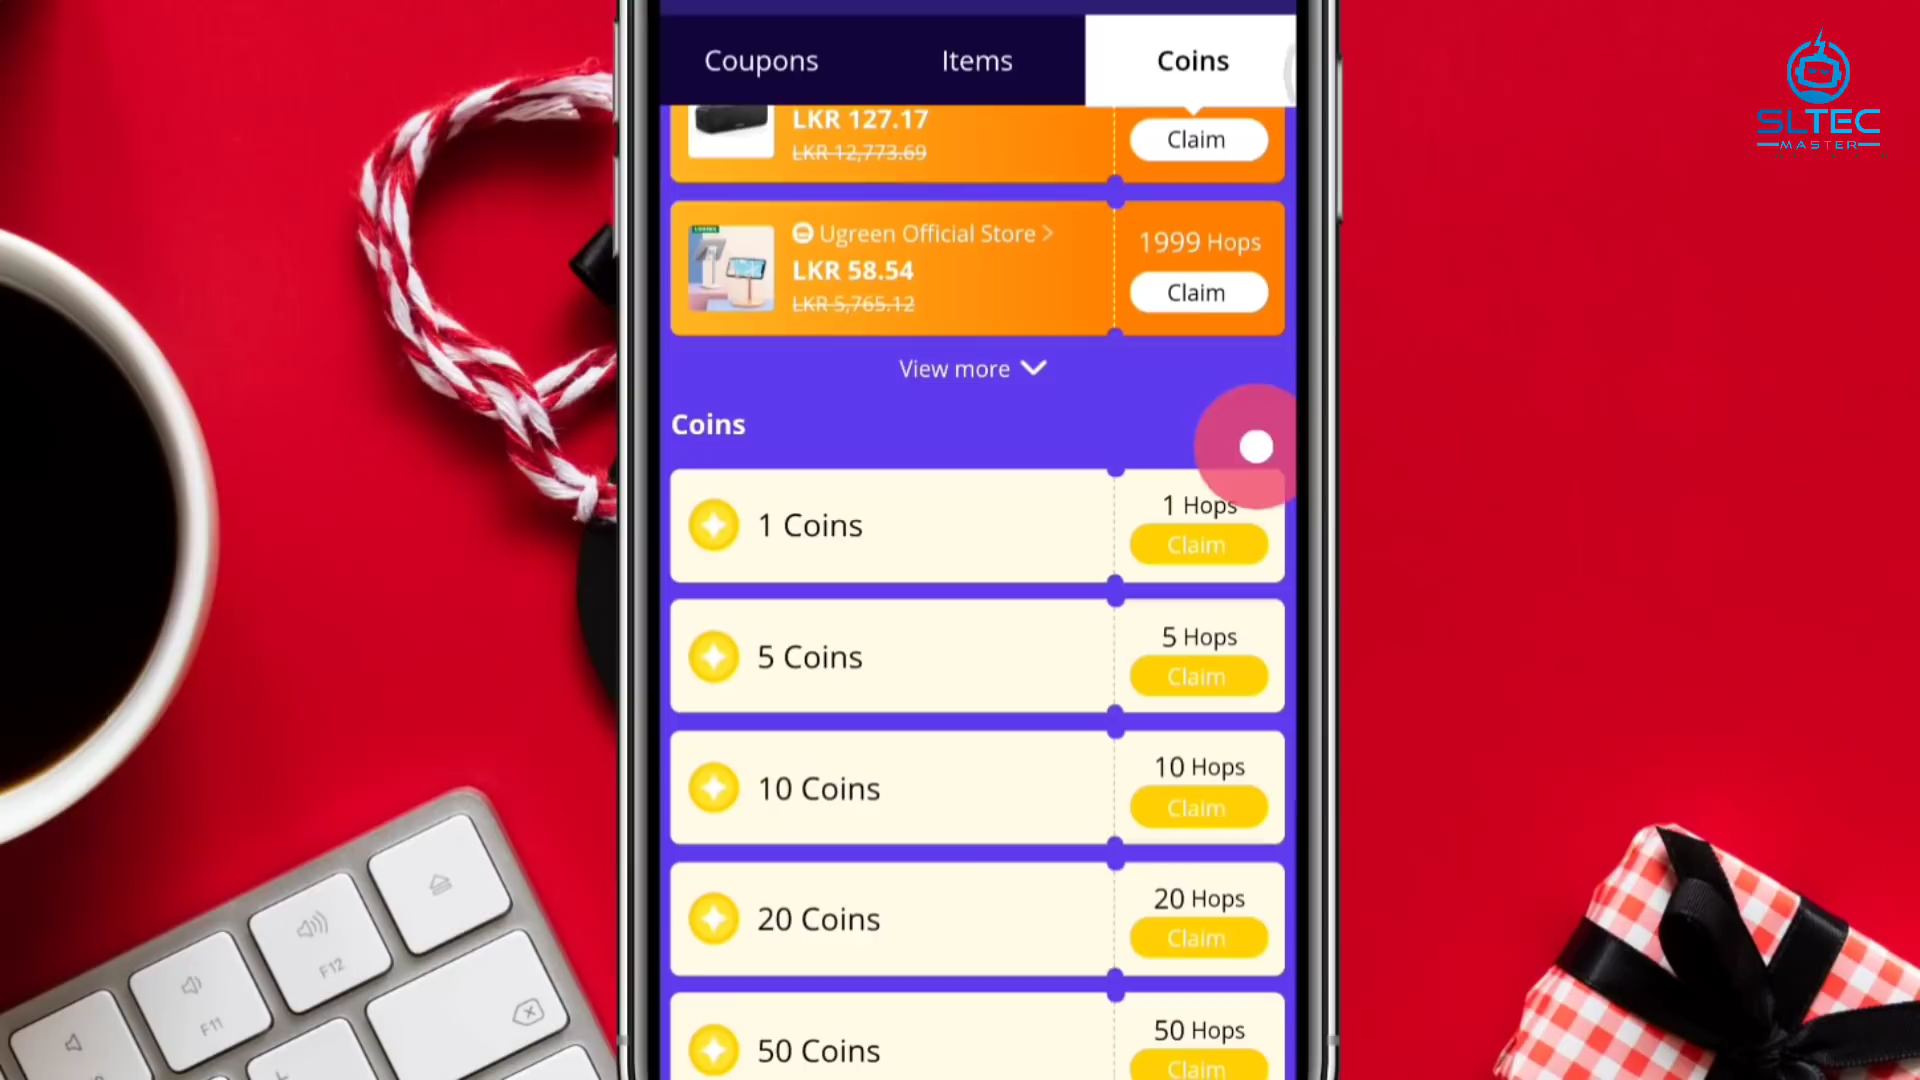 Coupons
Items
Coins
LKR 127.17
LKR 12,773.69
Claim
Ugreen Official Store >
LKR 58.54
LKR 5,765.12
1999 Hops
Claim
View more
Coins
1 Coins
1 Hops
Claim
5 Coins
5 Hops
Claim
10 Coins
10 Hops
Claim
20 Coins
20 Hops
Claim
50 Coins
50 Hops
Claim
SLTEC
MASTER
F12
F11